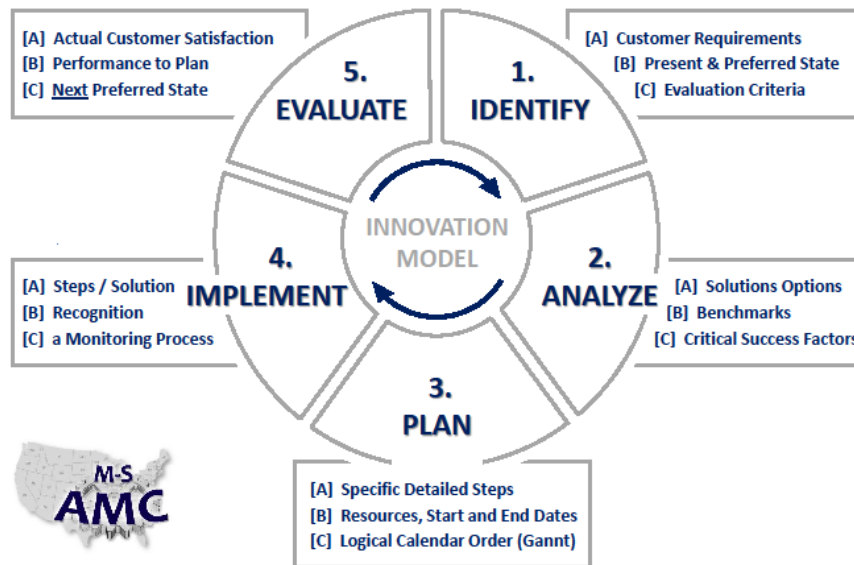 [A] Actual Customer Satisfaction
[B] Performance to Plan
[C] Next Preferred State
5.
EVALUATE
1.
IDENTIFY
[A] Customer Requirements
[B] Present & Preferred State
[C] Evaluation Criteria
INNOVATION
MODEL
4.
IMPLEMENT
[A] Steps / Solution
[B] Recognition
[C] a Monitoring Process
2.
ANALYZE
[A] Solutions Options
[B] Benchmarks
[C] Critical Success Factors
3.
PLAN
[A] Specific Detailed Steps
[B] Resources, Start and End Dates
[C] Logical Calendar Order (Gannt)
M-S
AMC